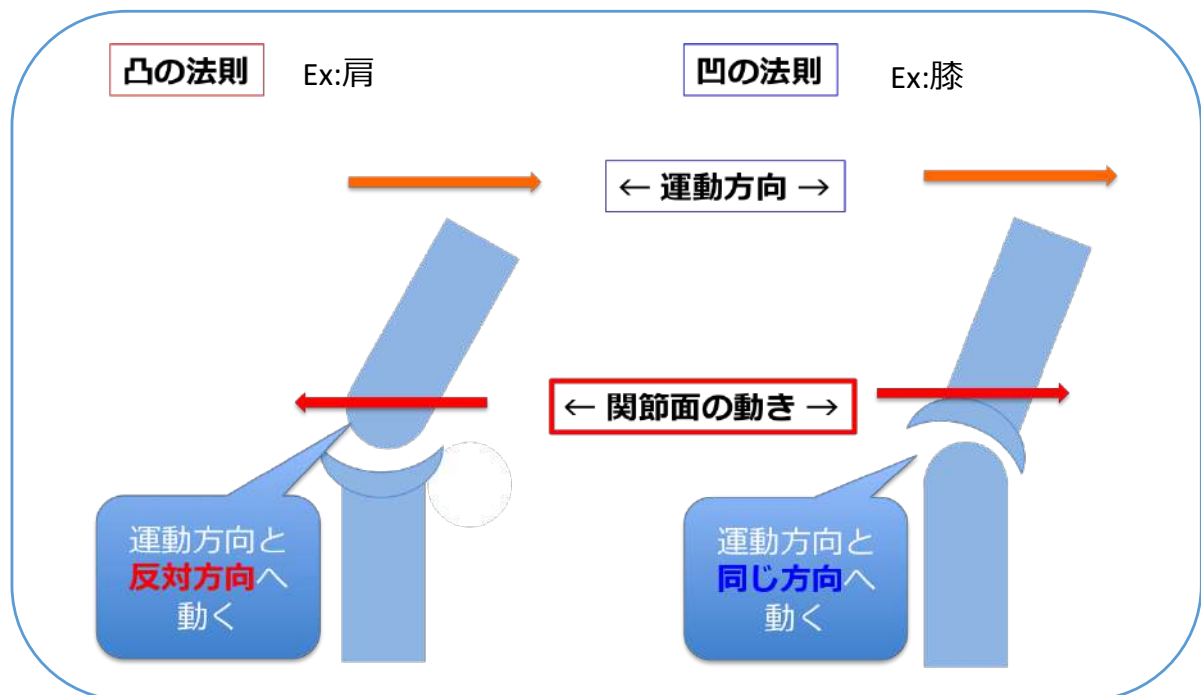 凸の法則
Ex:肩
凹の法則
Ex:膝
← 運動方向 →
← 関節面の動き →
運動方向と
反対方向へ
動く
運動方向と
同じ方向へ
動く